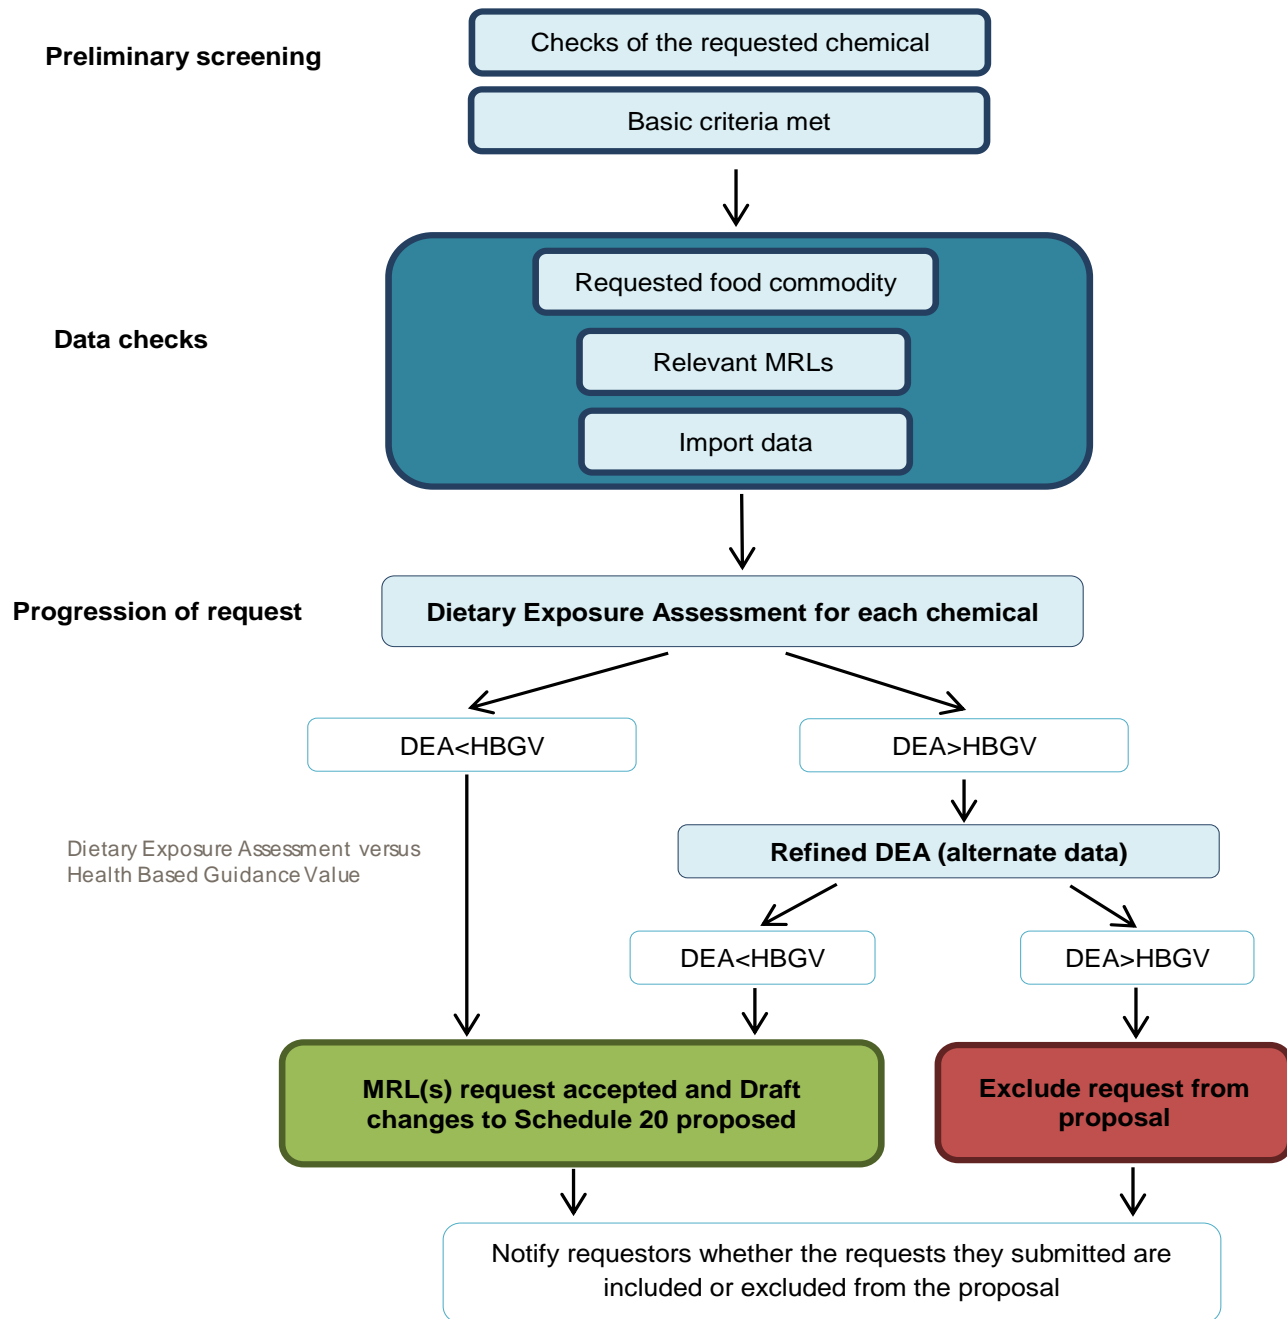 Preliminary screening
Checks of the requested chemical
Basic criteria met
Data checks
Requested food commodity
Relevant MRLs
Import data
Progression of request
Dietary Exposure Assessment for each chemical
DEA<HBGV
DEA>HBGV
Dietary Exposure Assessment versus
Health Based Guidance Value
Refined DEA (alternate data)
DEA<HBGV
DEA>HBGV
MRL(s) request accepted and Draft
changes to Schedule 20 proposed
Exclude request from
proposal
Notify requestors whether the requests they submitted are
included or excluded from the proposal